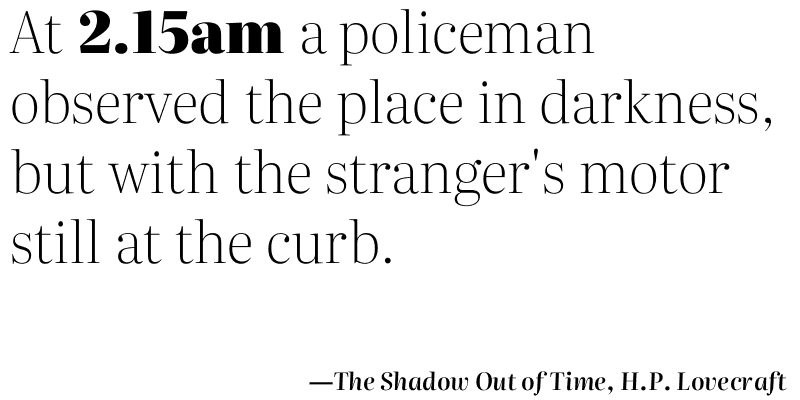 At 2.15am a policeman
observed the place in darkness,
but with the stranger's motor
still at the curb.
—The Shadow Out of Time, H.P. Lovecraft